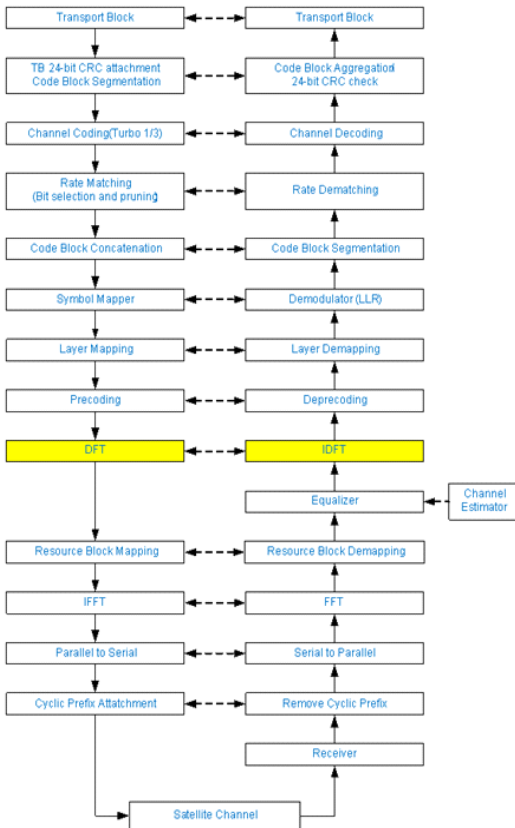 Transport Block
Transport Block
TB 24-bit CRC attachment
Code Block Segmentation
Code Block Aggregation/
24-bit CRC check
Channel Coding(Turbo 1/3)
Channel Decoding
Rate Matching
(Bit selection and pruning)
Rate Dematching
Code Block Concatenation
Code Block Segmentation
Symbol Mapper
Demodulator (LLR)
Layer Mapping
Layer Demapping
Precoding
Deprecoding
DFT
IDFT
Equalizer
Channel
Estimator
Resource Block Mapping
Resource Block Demapping
IFFT
FFT
Parallel to Serial
Serial to Parallel
Cyclic Prefix Attatchment
Remove Cyclic Prefix
Receiver
Satellite Channel